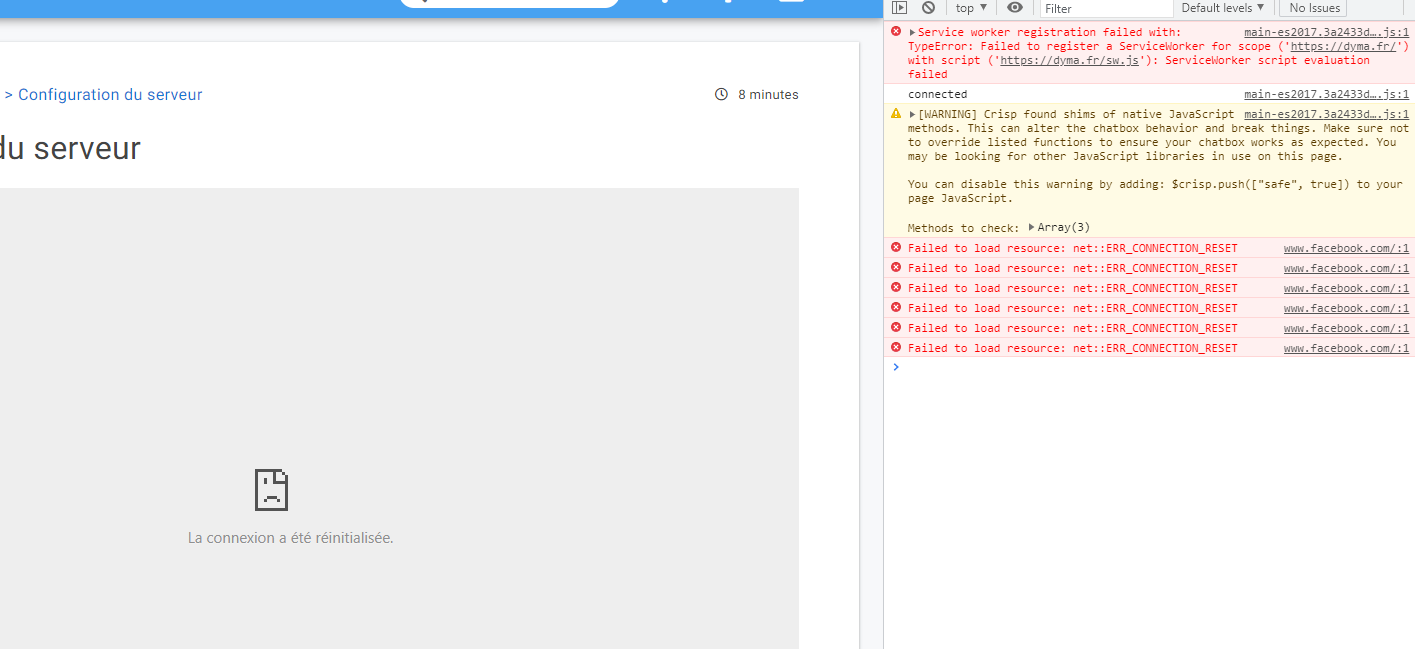 > Configuration du serveur
8 minutes
du serveur
La connexion a été réinitialisée.
top ▼
Filter
Default levels ▼
No Issues
▶Service worker registration failed with: main-es2017.3a2433d….js:1
TypeError: Failed to register a ServiceWorker for scope ('https://dyma.fr/')
with script ('https://dyma.fr/sw.js'): ServiceWorker script evaluation
failed
connected main-es2017.3a2433d….js:1
▶[WARNING] Crisp found shims of native JavaScript main-es2017.3a2433d….js:1
methods. This can alter the chatbox behavior and break things. Make sure not
to override listed functions to ensure your chatbox works as expected. You
may be looking for other JavaScript libraries in use on this page.
You can disable this warning by adding: $crisp.push(["safe", true]) to your
page JavaScript.
Methods to check: ▶Array(3)
Failed to load resource: net::ERR_CONNECTION_RESET www.facebook.com/:1
Failed to load resource: net::ERR_CONNECTION_RESET www.facebook.com/:1
Failed to load resource: net::ERR_CONNECTION_RESET www.facebook.com/:1
Failed to load resource: net::ERR_CONNECTION_RESET www.facebook.com/:1
Failed to load resource: net::ERR_CONNECTION_RESET www.facebook.com/:1
Failed to load resource: net::ERR_CONNECTION_RESET www.facebook.com/:1
>